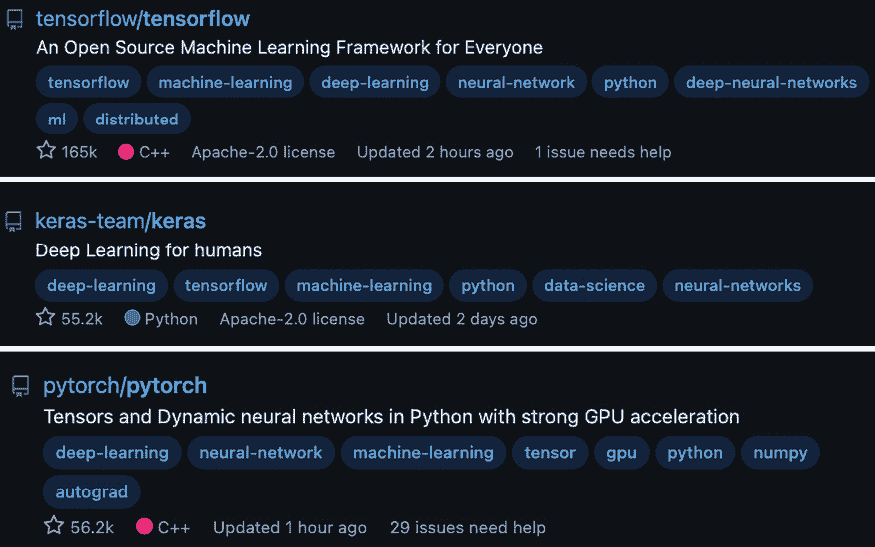 tensorflow/tensorflow
An Open Source Machine Learning Framework for Everyone
tensorflow machine-learning deep-learning neural-network python deep-neural-networks
ml distributed
165k C++ Apache-2.0 license Updated 2 hours ago 1 issue needs help
keras-team/keras
Deep Learning for humans
deep-learning tensorflow machine-learning python data-science neural-networks
55.2k Python Apache-2.0 license Updated 2 days ago
pytorch/pytorch
Tensors and Dynamic neural networks in Python with strong GPU acceleration
deep-learning neural-network machine-learning tensor gpu python numpy
autograd
56.2k C++ Updated 1 hour ago 29 issues need help